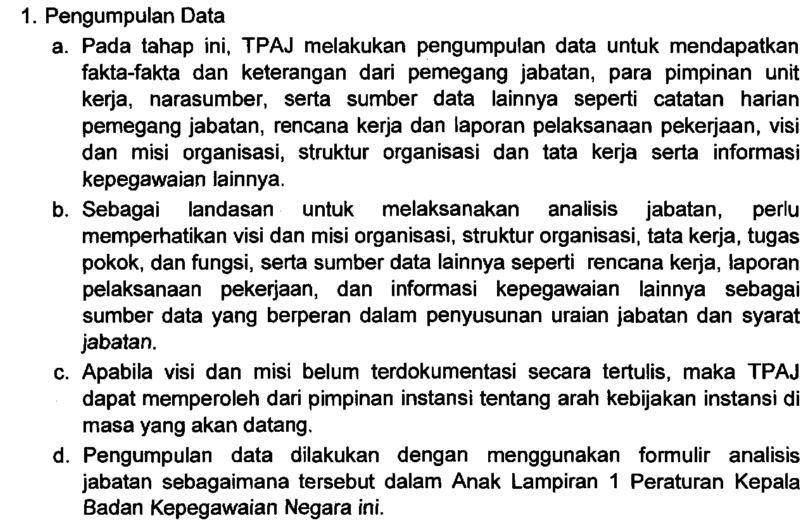 1. Pengumpulan Data
a. Pada tahap ini, TPAJ melakukan pengumpulan data untuk mendapatkan
fakta-fakta dan keterangan dari pemegang jabatan, para pimpinan unit
kerja, narasumber, serta sumber data lainnya seperti catatan harian
pemegang jabatan, rencana kerja dan laporan pelaksanaan pekerjaan, visi
dan misi organisasi, struktur organisasi dan tata kerja serta informasi
kepegawaian lainnya.
b. Sebagai landasan untuk melaksanakan analisis jabatan, perlu
memperhatikan visi dan misi organisasi, struktur organisasi, tata kerja, tugas
pokok, dan fungsi, serta sumber data lainnya seperti rencana kerja, laporan
pelaksanaan pekerjaan, dan informasi kepegawaian lainnya sebagai
sumber data yang berperan dalam penyusunan uraian jabatan dan syarat
jabatan.
c. Apabila visi dan misi belum terdokumentasi secara tertulis, maka TPAJ
dapat memperoleh dari pimpinan instansi tentang arah kebijakan instansi di
masa yang akan datang.
d. Pengumpulan data dilakukan dengan menggunakan formulir analisis
jabatan sebagaimana tersebut dalam Anak Lampiran 1 Peraturan Kepala
Badan Kepegawaian Negara ini.